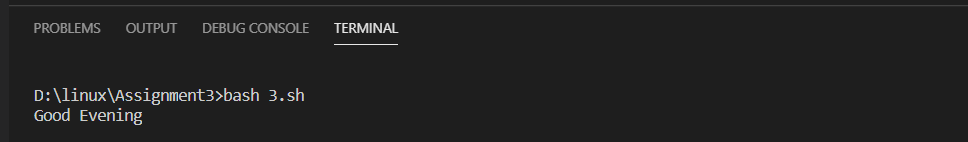 PROBLEMS OUTPUT DEBUG CONSOLE TERMINAL
D:\linux\Assignment3>bash 3.sh
Good Evening